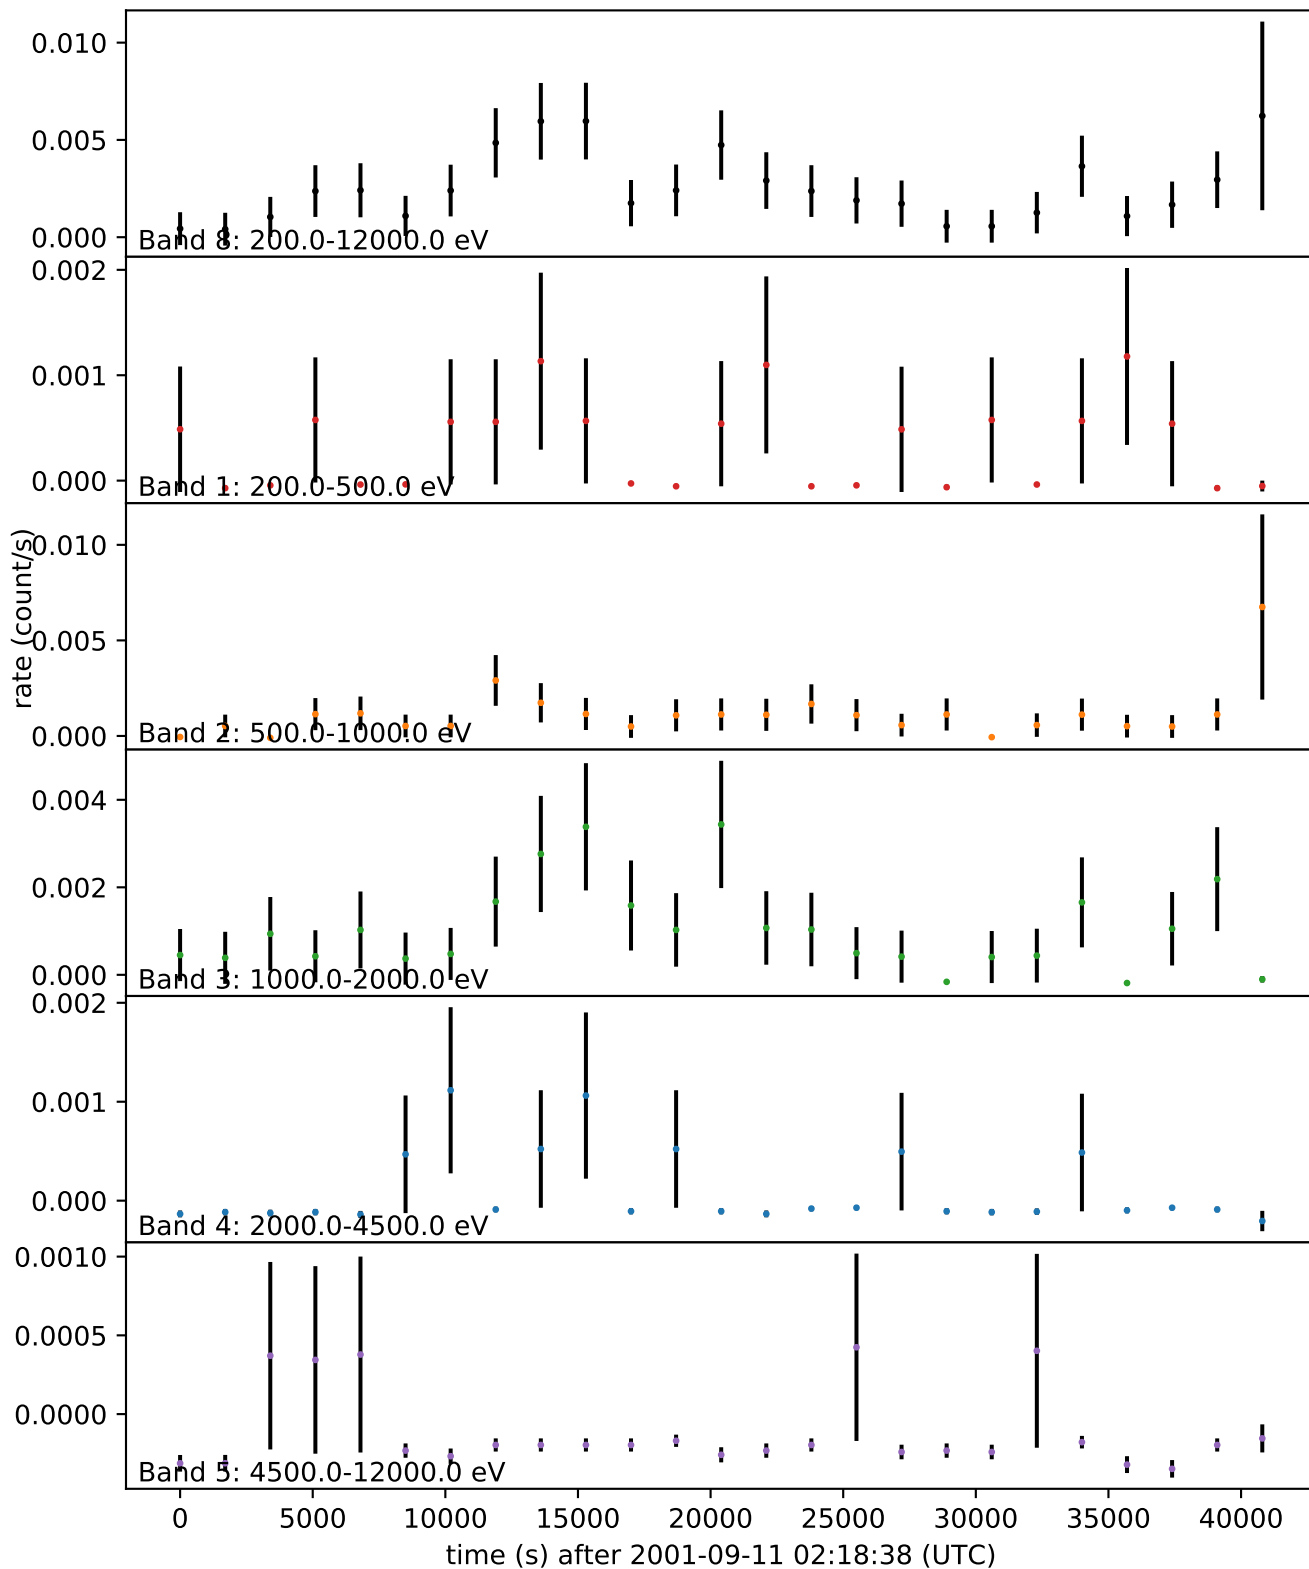 0.010
0.005
0.000
Band 8: 200.0-12000.0 eV
0.002
0.001
0.000
Band 1: 200.0-500.0 eV
rate (count/s)
0.010
0.005
0.000
Band 2: 500.0-1000.0 eV
0.004
0.002
0.000
Band 3: 1000.0-2000.0 eV
0.002
0.001
0.000
Band 4: 2000.0-4500.0 eV
0.0010
0.0005
0.0000
Band 5: 4500.0-12000.0 eV
0 5000 10000 15000 20000 25000 30000 35000 40000
time (s) after 2001-09-11 02:18:38 (UTC)